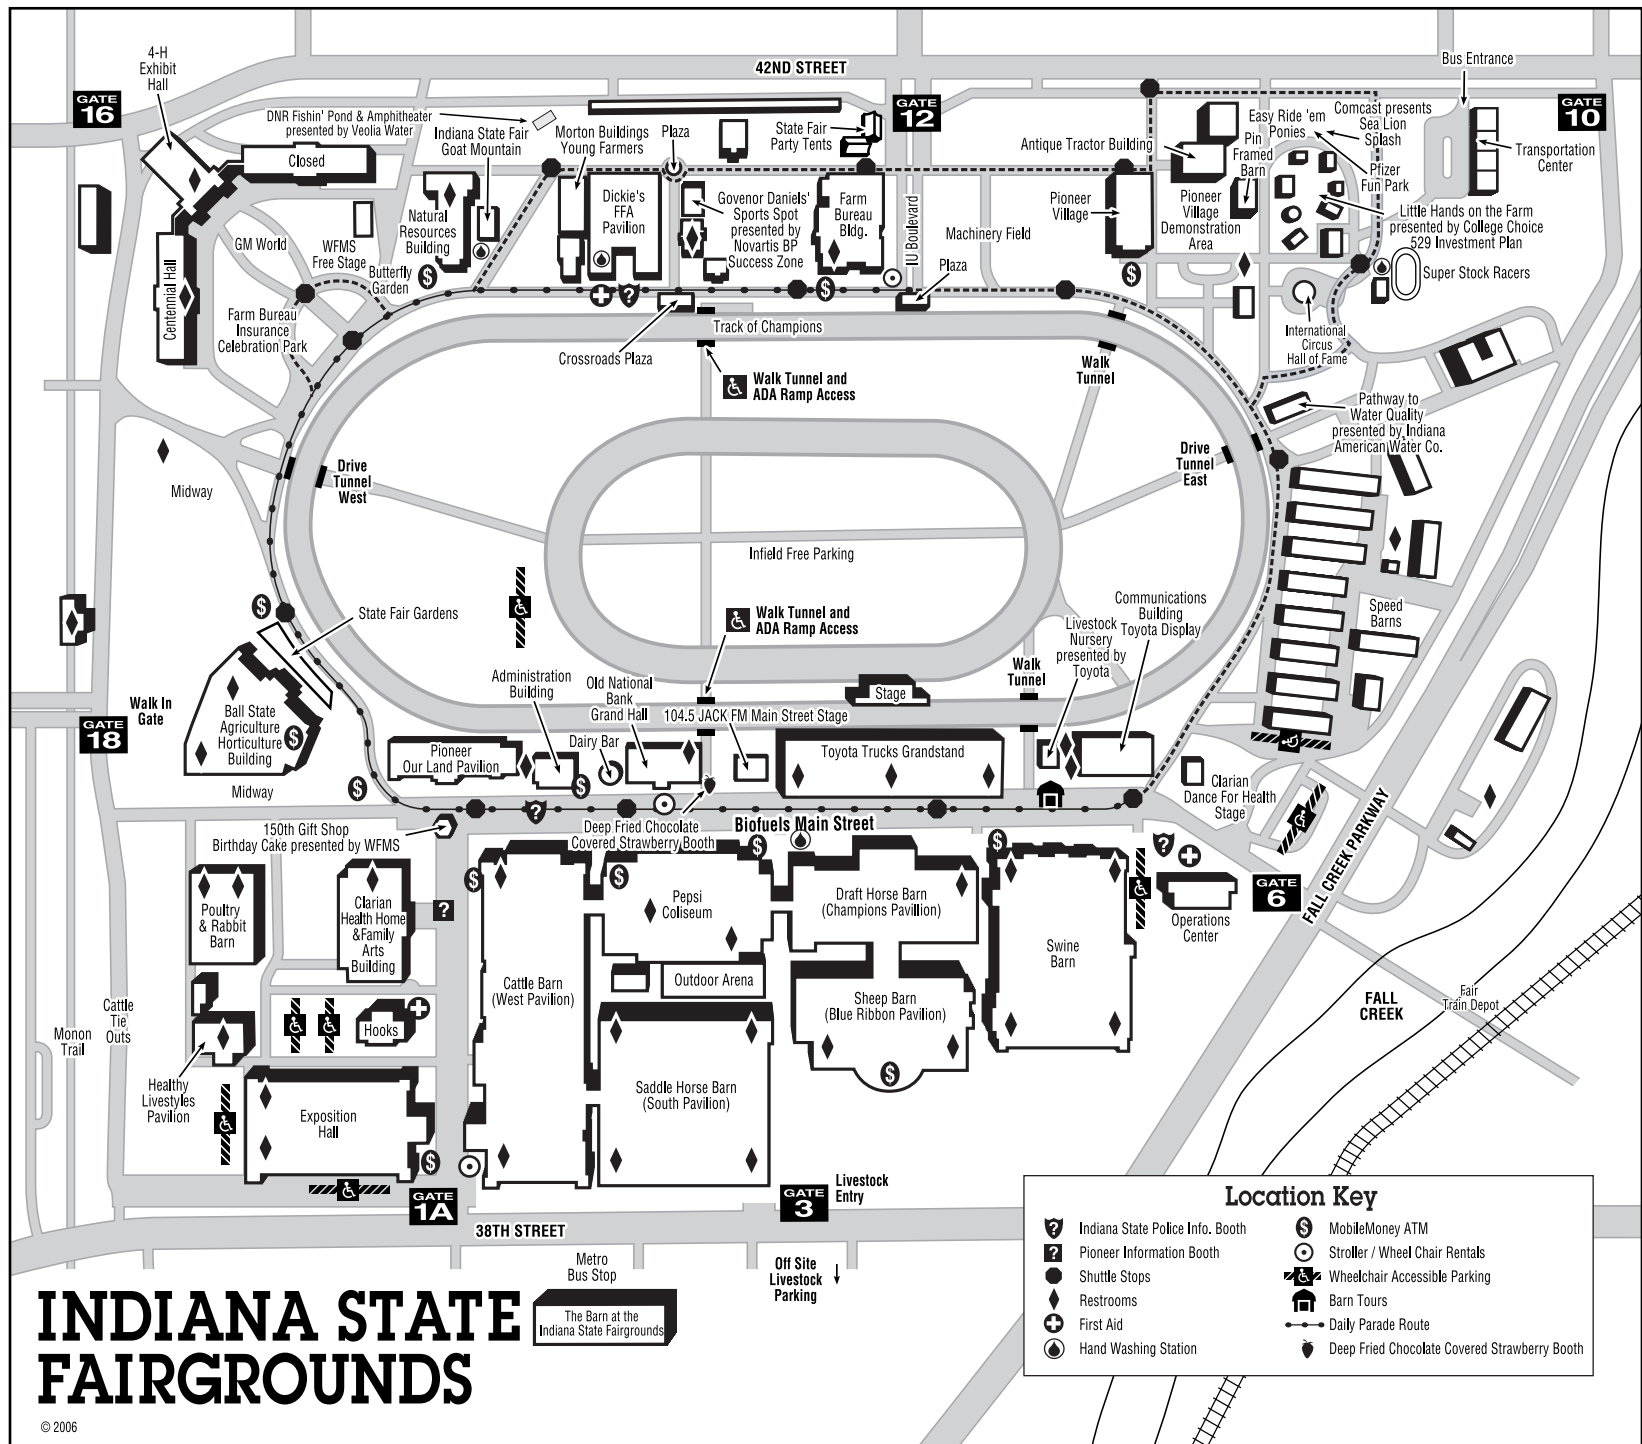 4-H
Exhibit
Hall
42ND STREET
Bus Entrance
GATE
16
GATE
12
GATE
10
DNR Fishin' Pond & Amphitheater
presented by Veolia Water
Indiana State Fair
Goat Mountain
Morton Buildings
Young Farmers
Plaza
State Fair
Party Tents
Antique Tractor Building
Easy Ride 'em
Ponies
Comcast presents
Sea Lion
Splash
Pin
Framed
Barn
Pfizer
Fun Park
Transportation
Center
Closed
Natural
Resources
Building
Dickie's
FFA
Pavilion
Govenor Daniels'
Sports Spot
presented by
Novartis BP
Success Zone
Farm
Bureau
Bldg.
IU Boulevard
Machinery Field
Pioneer
Village
Pioneer
Village
Demonstration
Area
Little Hands on the Farm
presented by College Choice
529 Investment Plan
GM World
WFMS
Free Stage
Butterfly
Garden
Centennial Hall
Plaza
Super Stock Racers
Farm Bureau
Insurance
Celebration Park
Track of Champions
Crossroads Plaza
International
Circus
Hall of Fame
Walk Tunnel and
ADA Ramp Access
Walk
Tunnel
Pathway to
Water Quality
presented by Indiana
American Water Co.
Midway
Drive
Tunnel
West
Drive
Tunnel
East
Infield Free Parking
State Fair Gardens
Walk Tunnel and
ADA Ramp Access
Communications
Building
Toyota Display
Livestock
Nursery
presented by
Toyota
Speed
Barns
Walk In
Gate
GATE
18
Administration
Building
Old National
Bank
Grand Hall
Walk
Tunnel
Stage
104.5 JACK FM Main Street Stage
Ball State
Agriculture
Horticulture
Building
Dairy Bar
Pioneer
Our Land Pavilion
Toyota Trucks Grandstand
Midway
Clarian
Dance For Health
Stage
150th Gift Shop
Birthday Cake presented by WFMS
Deep Fried Chocolate
Covered Strawberry Booth
Biofuels Main Street
FALL CREEK PARKWAY
GATE
6
Poultry
& Rabbit
Barn
Clarian
Health Home
&Family
Arts
Building
?
Pepsi
Coliseum
Draft Horse Barn
(Champions Pavilion)
Operations
Center
Swine
Barn
Cattle Barn
(West Pavilion)
Outdoor Arena
Sheep Barn
(Blue Ribbon Pavilion)
Cattle
Tie
Outs
Monon
Trail
Hooks
FALL
CREEK
Fair
Train Depot
Healthy
Livestyles
Pavilion
Exposition
Hall
Saddle Horse Barn
(South Pavilion)
GATE
1A
GATE
3
Livestock
Entry
38TH STREET
Metro
Bus Stop
Off Site
Livestock
Parking
The Barn at the
Indiana State Fairgrounds
Location Key
Indiana State Police Info. Booth
Pioneer Information Booth
Shuttle Stops
Restrooms
First Aid
Hand Washing Station
MobileMoney ATM
Stroller / Wheel Chair Rentals
Wheelchair Accessible Parking
Barn Tours
Daily Parade Route
Deep Fried Chocolate Covered Strawberry Booth
INDIANA STATE
FAIRGROUNDS
© 2006